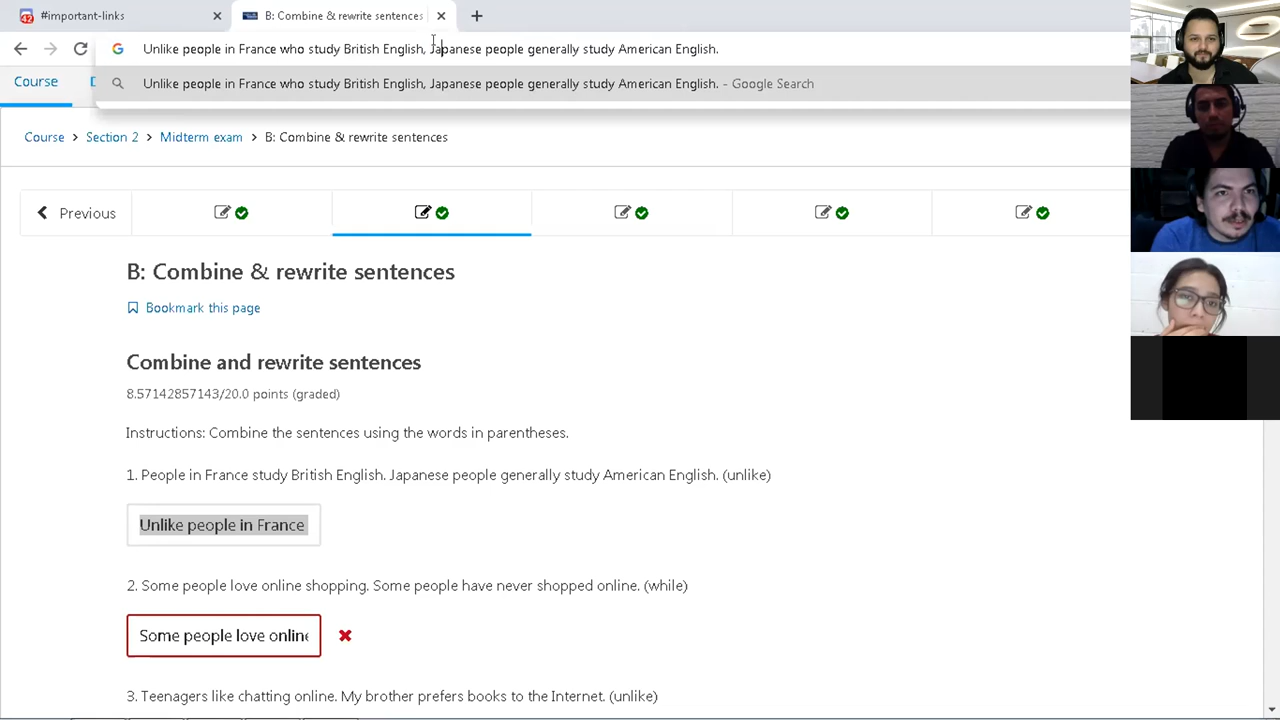 42
#important-links
B: Combine & rewrite sentences
Unlike people in France who study British English, Japanese people generally study American English.
Unlike people in France who study British English, Japanese people generally study American English. - Google Search
Course
Course
Section 2
Midterm exam
B: Combine & rewrite sentences
Previous
B: Combine & rewrite sentences
Bookmark this page
Combine and rewrite sentences
8.57142857143/20.0 points (graded)
Instructions: Combine the sentences using the words in parentheses.
1. People in France study British English. Japanese people generally study American English. (unlike)
Unlike people in France
2. Some people love online shopping. Some people have never shopped online. (while)
Some people love online
3. Teenagers like chatting online. My brother prefers books to the Internet. (unlike)